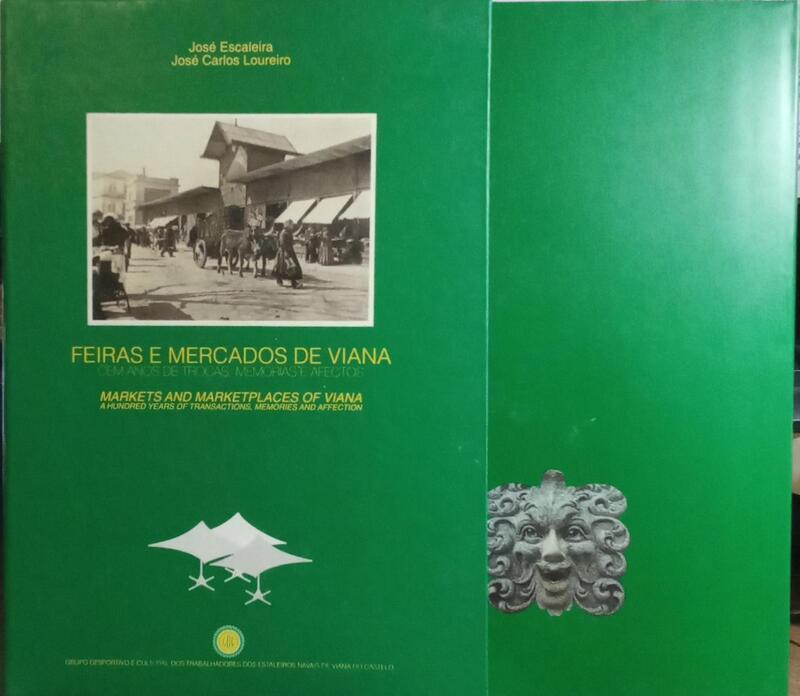 José Escaleira
José Carlos Loureiro
FEIRAS E MERCADOS DE VIANA
CEM ANOS DE TROCAS, MEMÓRIAS E AFECTOS
MARKETS AND MARKETPLACES OF VIANA
A HUNDRED YEARS OF TRANSACTIONS, MEMORIES AND AFFECTION
GRUPO DESPORTIVO E CULTURAL DOS TRABALHADORES DOS ESTALEIROS NAVAIS DE VIANA DO CASTELO